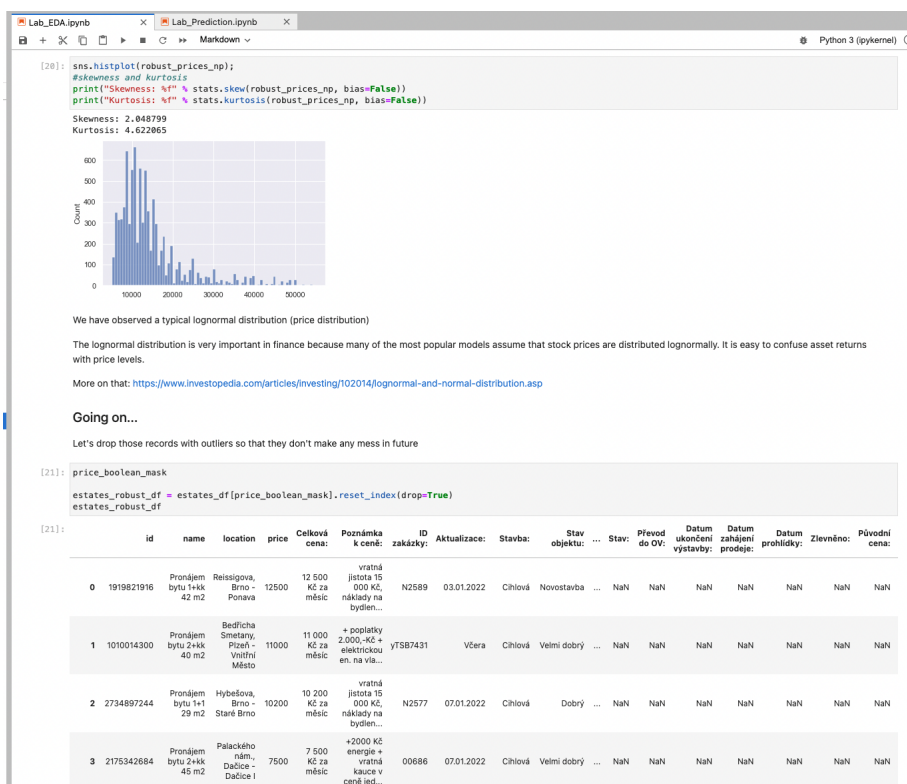 Lab_EDA.ipynb × Lab_Prediction.ipynb ×
Markdown Python 3 (ipykernel)
[20]: sns.histplot(robust_prices_np);
#skewness and kurtosis
print("Skewness: %f" % stats.skew(robust_prices_np, bias=False))
print("Kurtosis: %f" % stats.kurtosis(robust_prices_np, bias=False))
Skewness: 2.048799
Kurtosis: 4.622065
600
500
400
300
200
100
0
Count
10000 20000 30000 40000 50000
We have observed a typical lognormal distribution (price distribution)
The lognormal distribution is very important in finance because many of the most popular models assume that stock prices are distributed lognormally. It is easy to confuse asset returns
with price levels.
More on that: https://www.investopedia.com/articles/investing/102014/lognormal-and-normal-distribution.asp
Going on...
Let's drop those records with outliers so that they don't make any mess in future
[21]: price_boolean_mask
estates_robust_df = estates_df[price_boolean_mask].reset_index(drop=True)
estates_robust_df
[21]:
id name location price Celková cena: Poznámka k ceně: ID zakázky: Aktualizace: Stavba: Stav objektu: ... Stav: Převod do OV: Datum ukončení výstavby: Datum zahájení prodeje: Datum prohlídky: Zlevněno: Původní cena:
0 1919821916 Pronájem bytu 1+kk 42 m2 Reissigova, Brno - Ponava 12500 12 500 Kč za měsíc vratná jistota 15 000 Kč, náklady na bydlen... N2589 03.01.2022 Cihlová Novostavba ... NaN NaN NaN NaN NaN NaN NaN
1 1010014300 Pronájem bytu 2+kk 40 m2 Bedřicha Smetany, Plzeň - Vnitřní Město 11000 11 000 Kč za měsíc + poplatky 2.000,-Kč + elektrickou en. na vla... yTSB7431 Včera Cihlová Velmi dobrý ... NaN NaN NaN NaN NaN NaN NaN
2 2734897244 Pronájem bytu 1+1 29 m2 Hybešova, Brno - Staré Brno 10200 10 200 Kč za měsíc vratná jistota 15 000 Kč, náklady na bydlen... N2577 07.01.2022 Cihlová Dobrý ... NaN NaN NaN NaN NaN NaN NaN
3 2175342684 Pronájem bytu 2+kk 45 m2 Palackého nám., Dačice - Dačice I 7500 7 500 Kč za měsíc +2000 Kč energie + vratná kauce v ceně jed... 00686 07.01.2022 Cihlová Velmi dobrý ... NaN NaN NaN NaN NaN NaN NaN